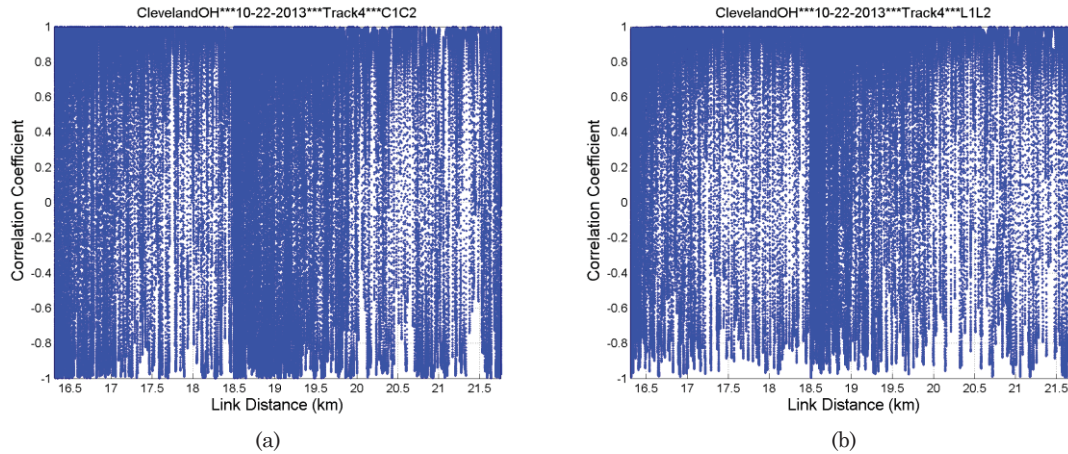 ClevelandOH***10-22-2013***Track4***C1C2
Correlation Coefficient
1
0.8
0.6
0.4
0.2
0
-0.2
-0.4
-0.6
-0.8
-1
16.5 17 17.5 18 18.5 19 19.5 20 20.5 21 21.5
Link Distance (km)
(a)
ClevelandOH***10-22-2013***Track4***L1L2
Correlation Coefficient
1
0.8
0.6
0.4
0.2
0
-0.2
-0.4
-0.6
-0.8
-1
16.5 17 17.5 18 18.5 19 19.5 20 20.5 21 21.5
Link Distance (km)
(b)